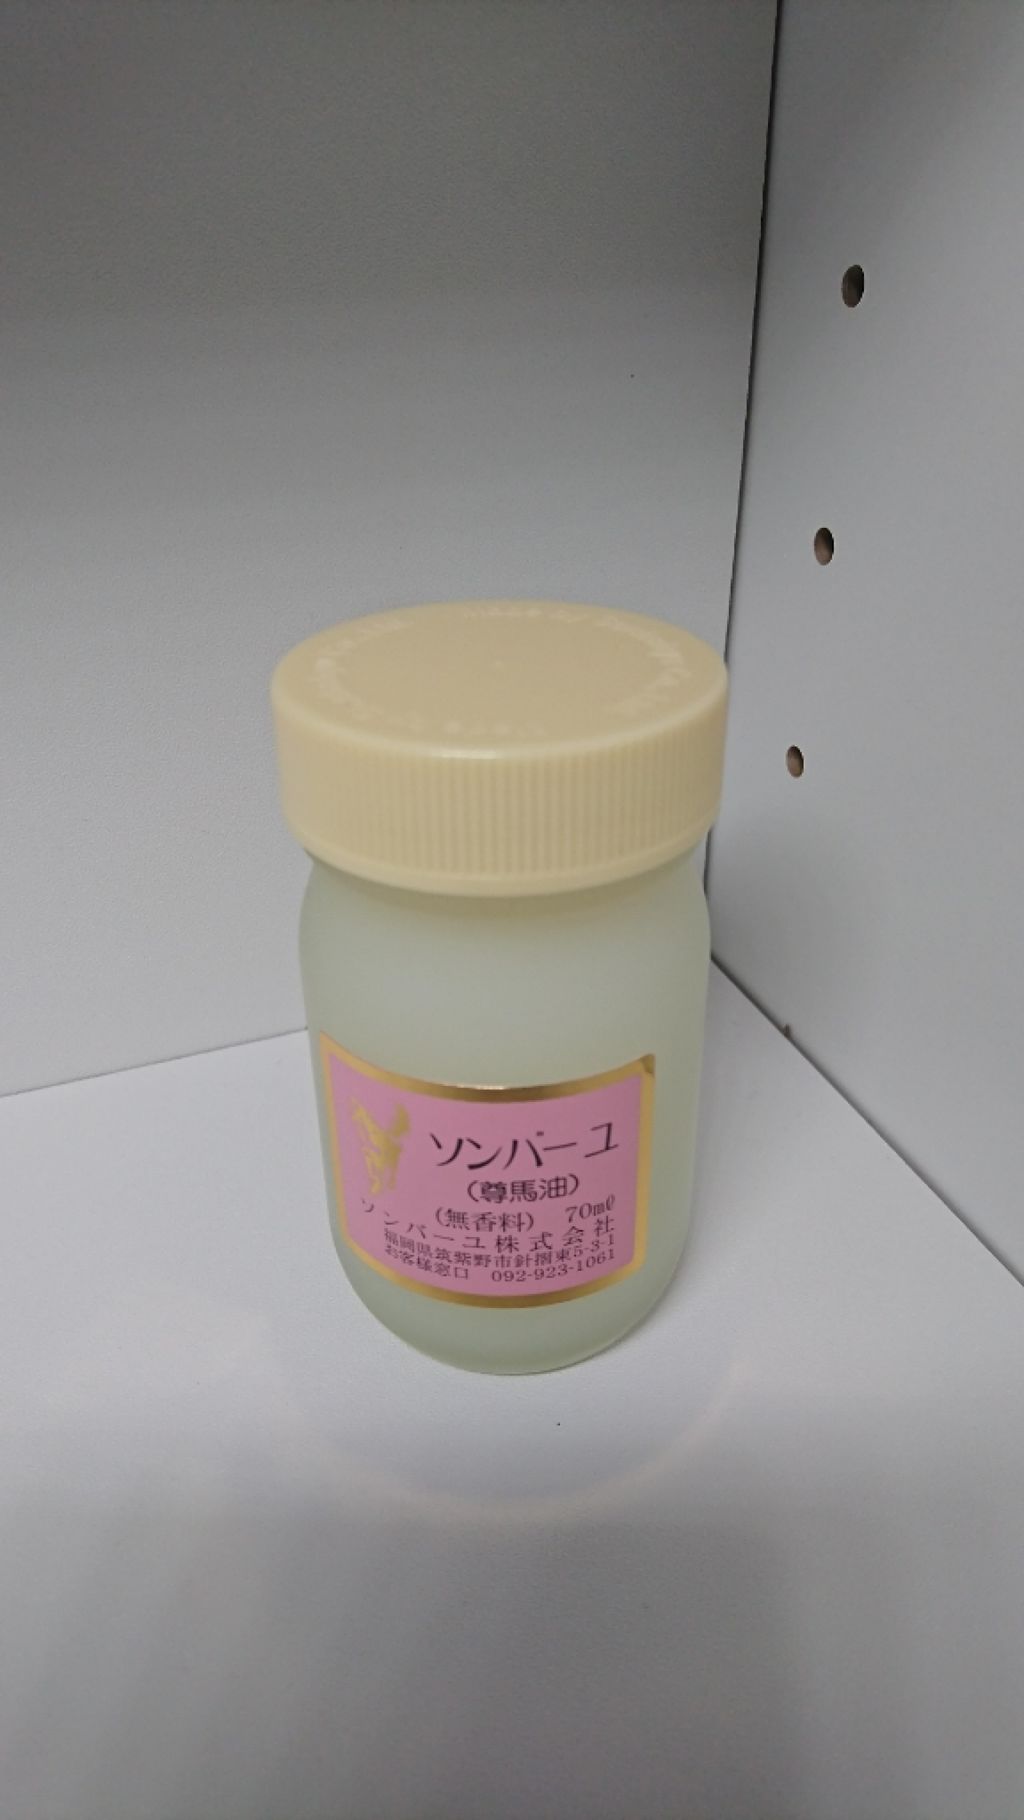 ソンバーユ
(尊馬油)
(無香料) 70mℓ
ソンバーユ株式会社
福岡県筑紫野市針摺東5-3-1
お客様窓口 092-923-1061